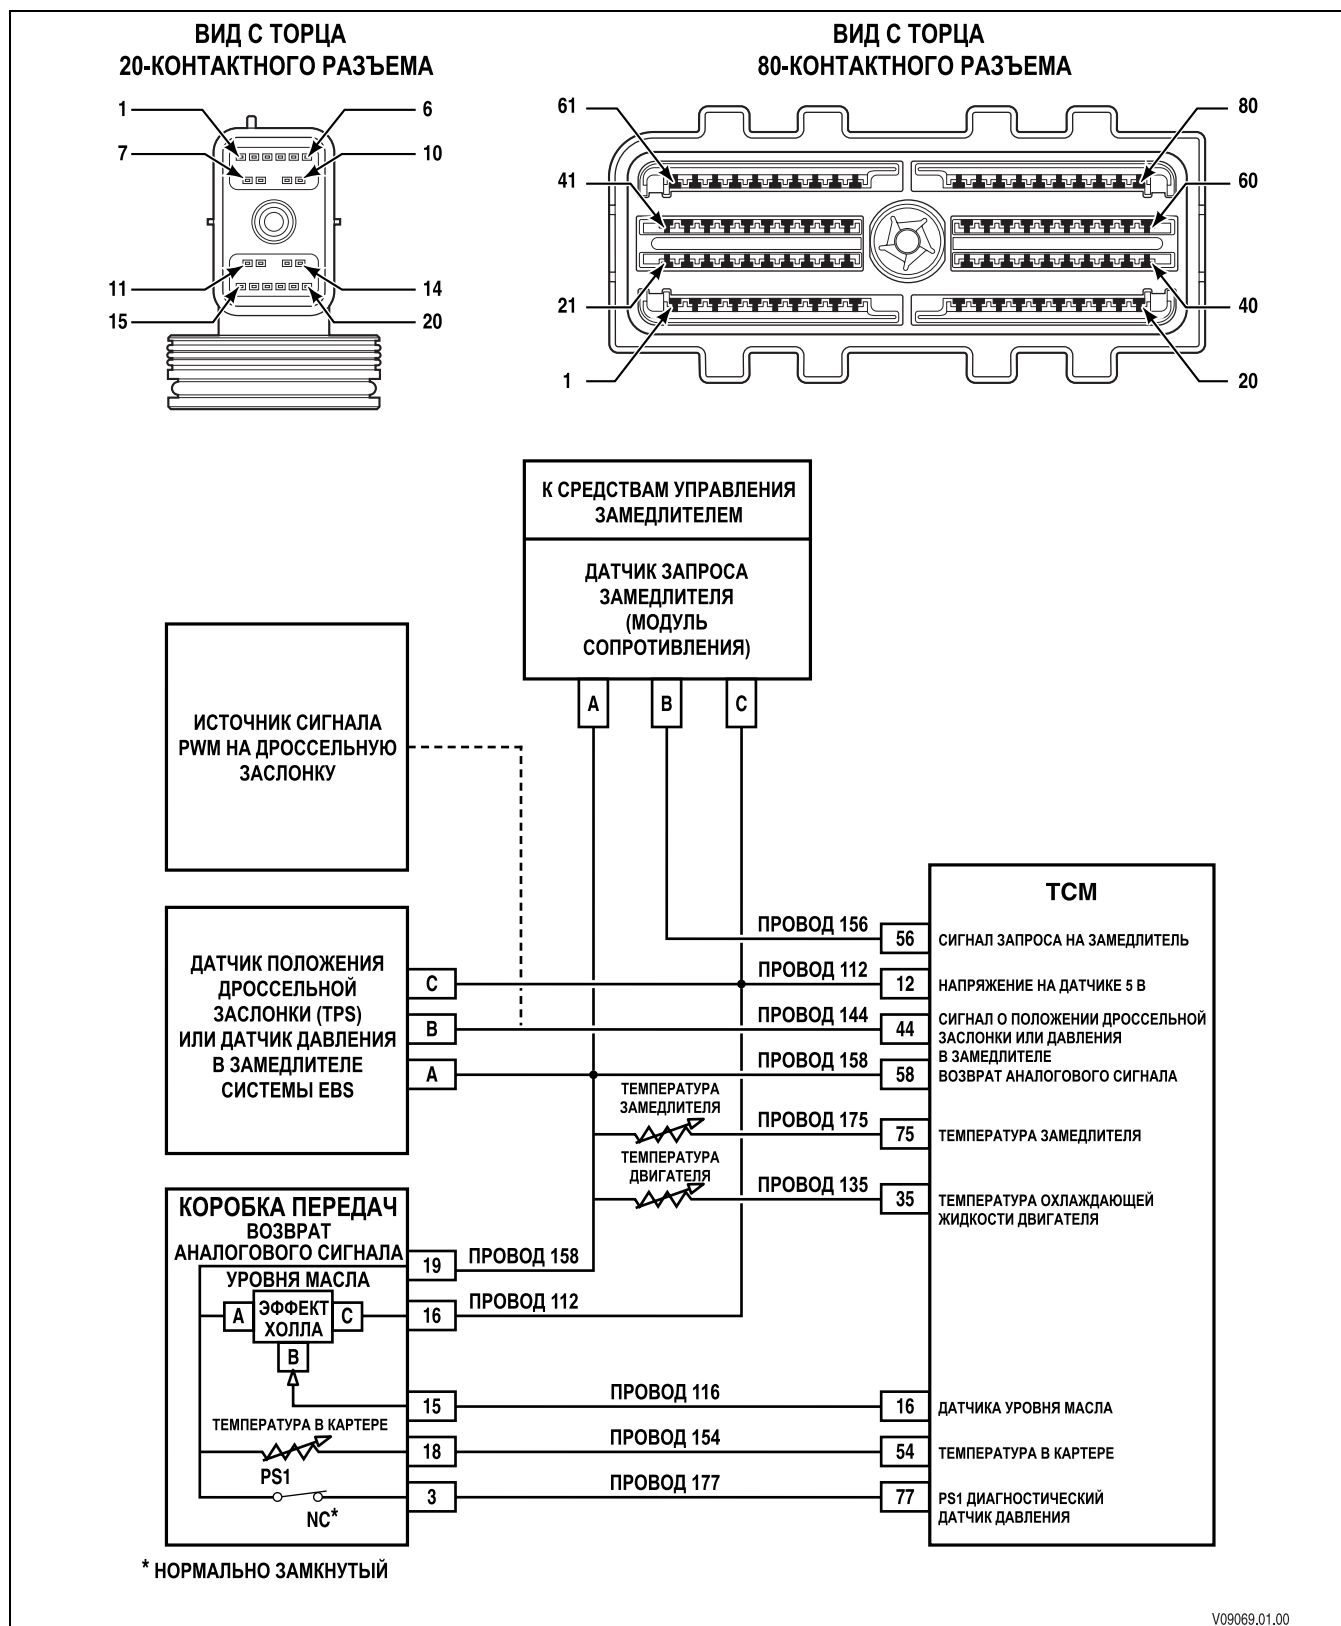 ВИД С ТОРЦА
20-КОНТАКТНОГО РАЗЪЕМА
ВИД С ТОРЦА
80-КОНТАКТНОГО РАЗЪЕМА
1
6
7
10
11
14
15
20
61
80
41
60
21
40
1
20
К СРЕДСТВАМ УПРАВЛЕНИЯ
ЗАМЕДЛИТЕЛЕМ
ДАТЧИК ЗАПРОСА
ЗАМЕДЛИТЕЛЯ
(МОДУЛЬ
СОПРОТИВЛЕНИЯ)
A
B
C
ИСТОЧНИК СИГНАЛА
PWM НА ДРОССЕЛЬНУЮ
ЗАСЛОНКУ
ДАТЧИК ПОЛОЖЕНИЯ
ДРОССЕЛЬНОЙ
ЗАСЛОНКИ (TPS)
ИЛИ ДАТЧИК ДАВЛЕНИЯ
В ЗАМЕДЛИТЕЛЕ
СИСТЕМЫ EBS
C
B
A
TCM
ПРОВОД 156
56
СИГНАЛ ЗАПРОСА НА ЗАМЕДЛИТЕЛЬ
ПРОВОД 112
12
НАПРЯЖЕНИЕ НА ДАТЧИКЕ 5 В
ПРОВОД 144
44
СИГНАЛ О ПОЛОЖЕНИИ ДРОССЕЛЬНОЙ
ЗАСЛОНКИ ИЛИ ДАВЛЕНИЯ
В ЗАМЕДЛИТЕЛЕ
ПРОВОД 158
58
ВОЗВРАТ АНАЛОГОВОГО СИГНАЛА
ТЕМПЕРАТУРА
ЗАМЕДЛИТЕЛЯ
ПРОВОД 175
75
ТЕМПЕРАТУРА ЗАМЕДЛИТЕЛЯ
ТЕМПЕРАТУРА
ДВИГАТЕЛЯ
ПРОВОД 135
35
ТЕМПЕРАТУРА ОХЛАЖДАЮЩЕЙ
ЖИДКОСТИ ДВИГАТЕЛЯ
КОРОБКА ПЕРЕДАЧ
ВОЗВРАТ
АНАЛОГОВОГО СИГНАЛА
19
ПРОВОД 158
УРОВНЯ МАСЛА
A
ЭФФЕКТ
ХОЛЛА
C
B
16
ПРОВОД 112
15
ПРОВОД 116
16
ДАТЧИКА УРОВНЯ МАСЛА
ТЕМПЕРАТУРА В КАРТЕРЕ
18
ПРОВОД 154
54
ТЕМПЕРАТУРА В КАРТЕРЕ
PS1
NC*
3
ПРОВОД 177
77
PS1 ДИАГНОСТИЧЕСКИЙ
ДАТЧИК ДАВЛЕНИЯ
* НОРМАЛЬНО ЗАМКНУТЫЙ
V09069.01.00